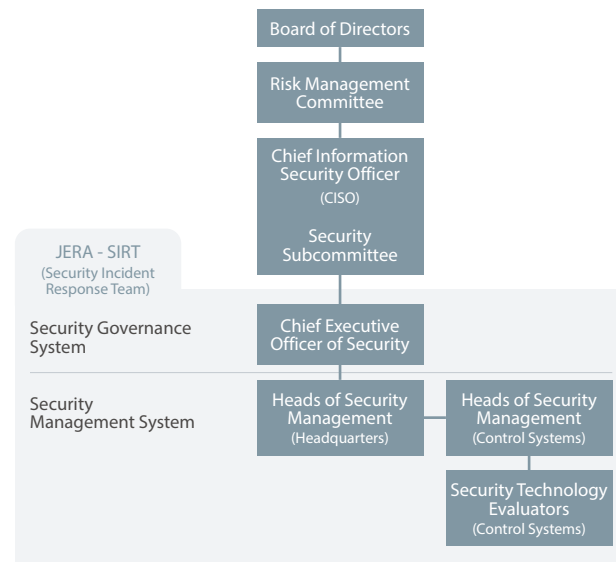 Board of Directors
Risk Management
Committee
Chief Information
Security Officer
(CISO)
Security
Subcommittee
JERA - SIRT
(Security Incident
Response Team)
Security Governance
System
Chief Executive
Officer of Security
Security
Management System
Heads of Security
Management
(Headquarters)
Heads of Security
Management
(Control Systems)
Security Technology
Evaluators
(Control Systems)